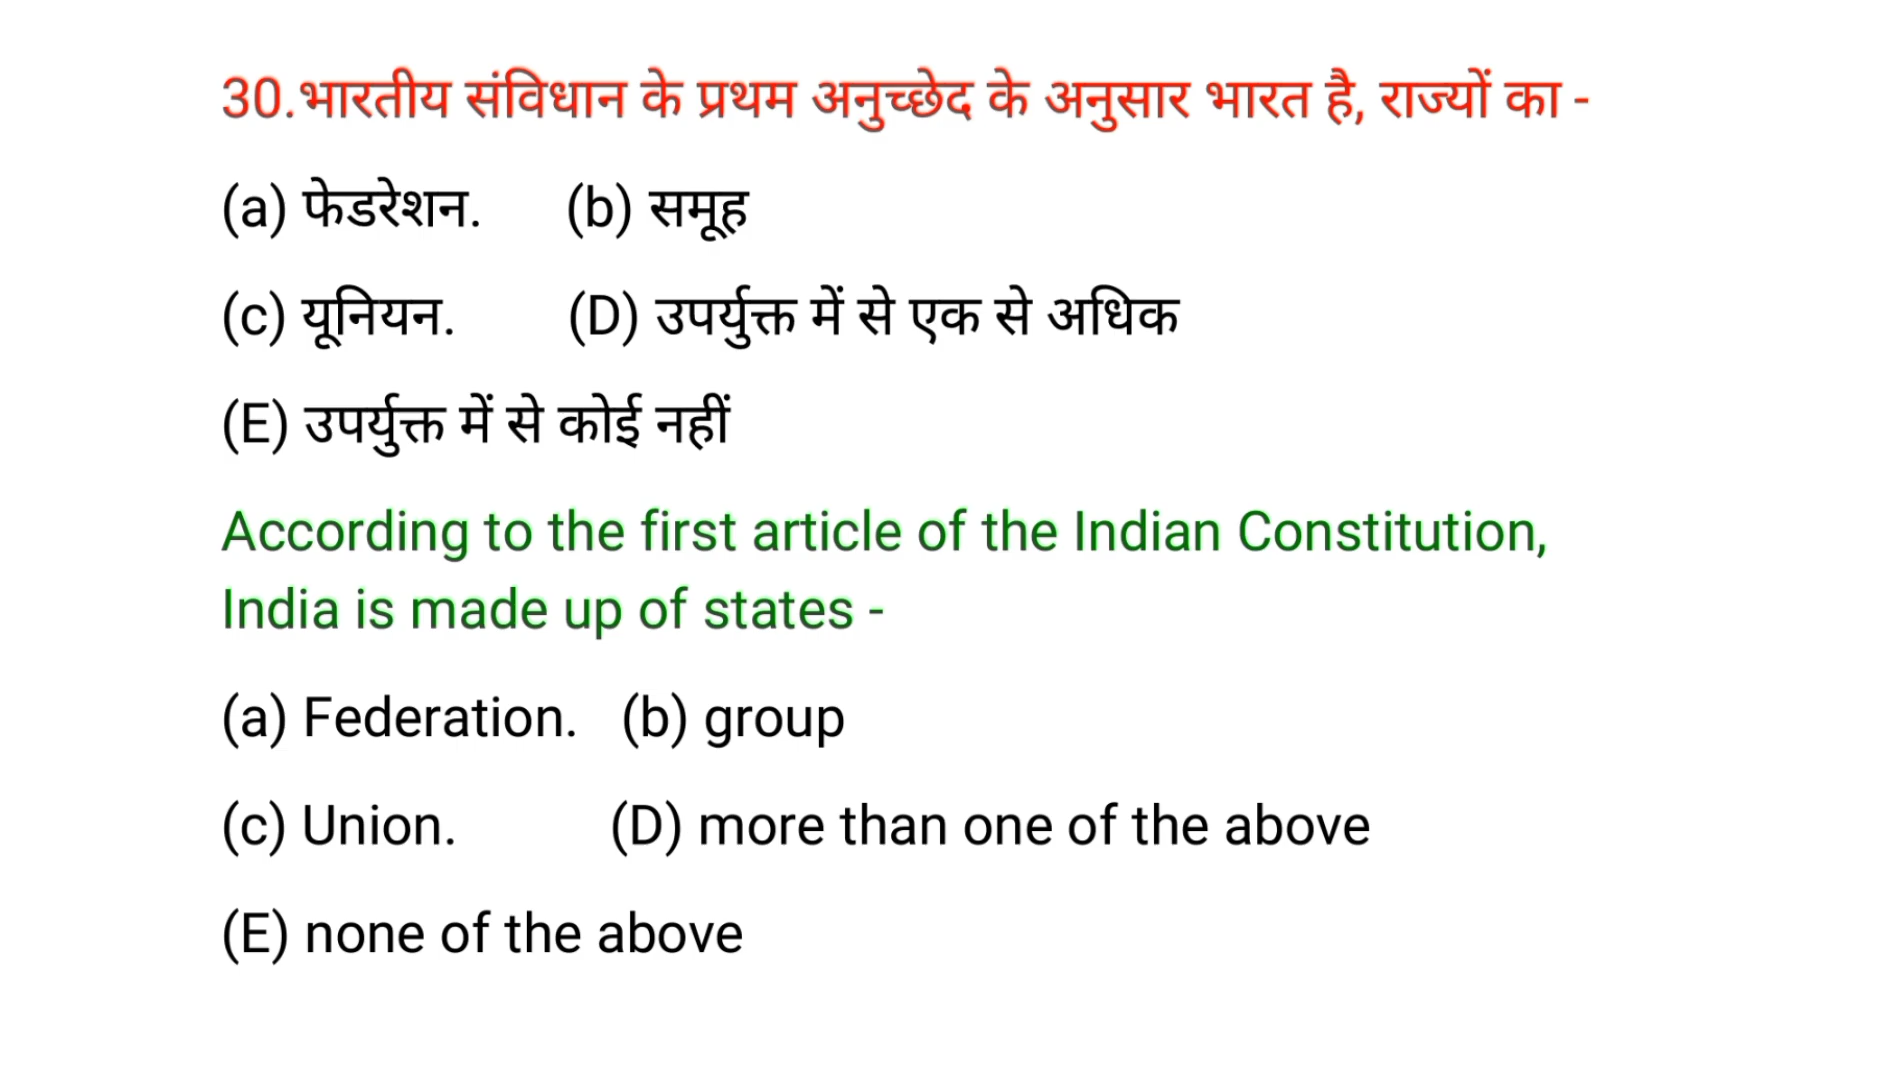 30.भारतीय संविधान के प्रथम अनुच्छेद के अनुसार भारत है, राज्यों का -
(a) फेडरेशन. (b) समूह
(c) यूनियन. (D) उपर्युक्त में से एक से अधिक
(E) उपर्युक्त में से कोई नहीं
According to the first article of the Indian Constitution,
India is made up of states -
(a) Federation. (b) group
(c) Union. (D) more than one of the above
(E) none of the above